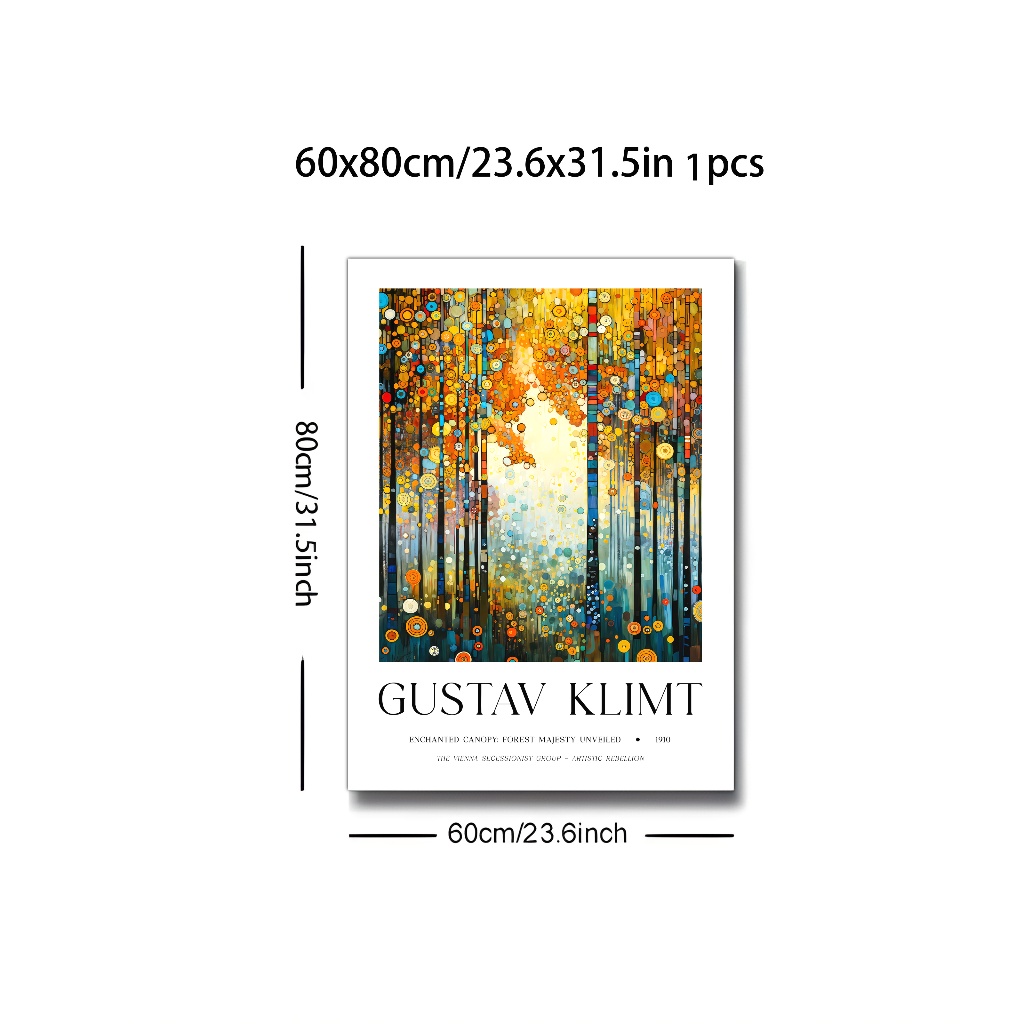 60x80cm/23.6x31.5in 1pcs
80cm/31.5inch
GUSTAV KLIMT
ENCHANTED CANOPY: FOREST MAJESTY UNVEILED • 1910
THE VIENNA SECESSIONIST GROUP - ARTISTIC REBELLION
60cm/23.6inch